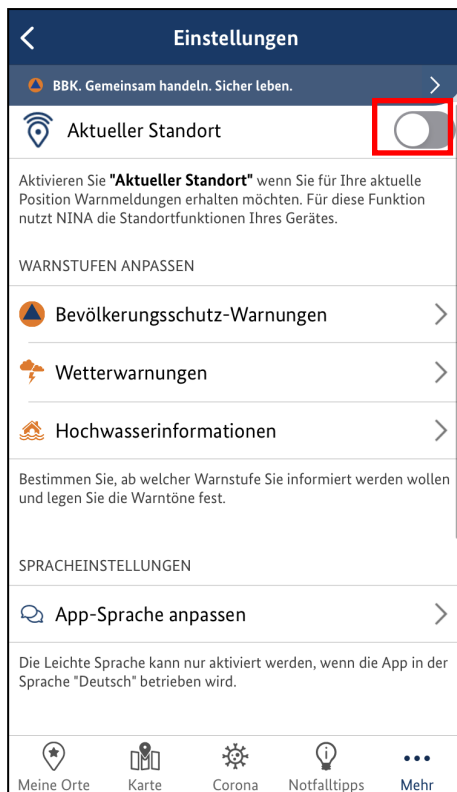 Einstellungen
BBK. Gemeinsam handeln. Sicher leben.
Aktueller Standort
Aktivieren Sie "Aktueller Standort" wenn Sie für Ihre aktuelle
Position Warnmeldungen erhalten möchten. Für diese Funktion
nutzt NINA die Standortfunktionen Ihres Gerätes.
WARNSTUFEN ANPASSEN
Bevölkerungsschutz-Warnungen
Wetterwarnungen
Hochwasserinformationen
Bestimmen Sie, ab welcher Warnstufe Sie informiert werden wollen
und legen Sie die Warntöne fest.
SPRACHEINSTELLUNGEN
App-Sprache anpassen
Die Leichte Sprache kann nur aktiviert werden, wenn die App in der
Sprache "Deutsch" betrieben wird.
Meine Orte Karte Corona Notfalltipps Mehr